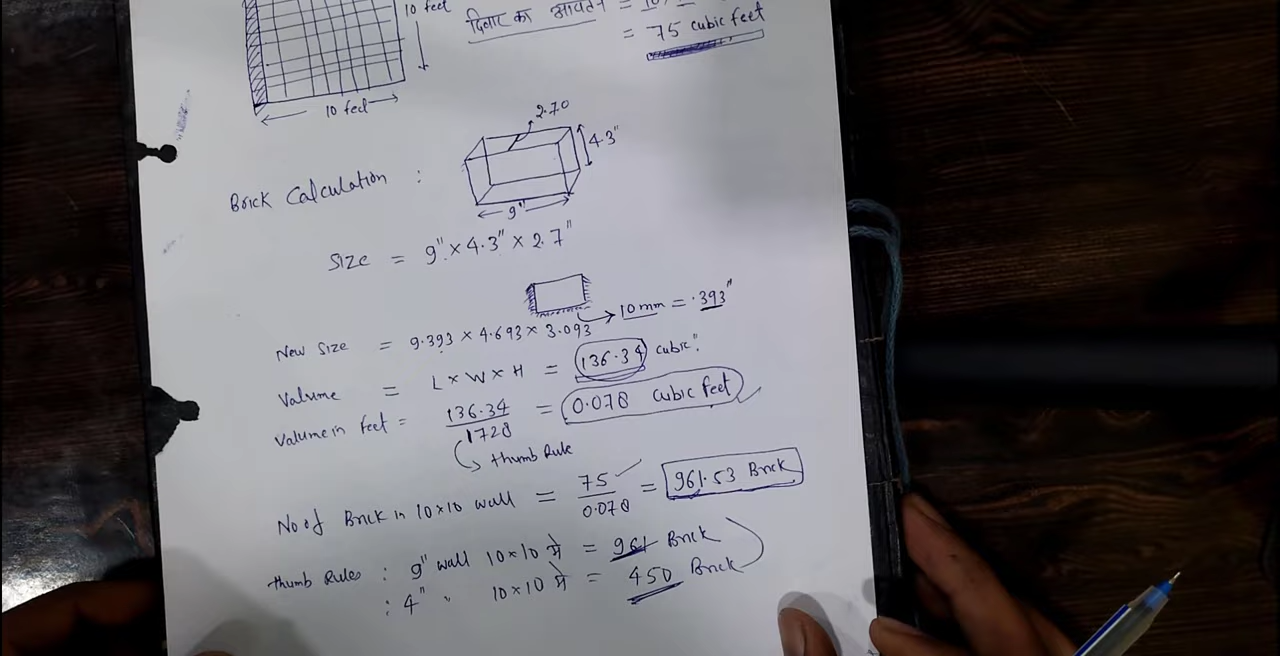 10 feet
दिवार का आयतन = 10
= 75 cubic feet
10 feet
2.70
4.3"
9"
Brick Calculation :
Size = 9" × 4.3" × 2.7"
10 mm = .393"
New Size = 9.393 × 4.693 × 3.093
Valume = L × W × H = 136.34 cubic".
Valume in feet = 136.34 / 1728 = 0.078 Cubic feet
thumb Rule
No of Brick in 10×10 wall = 75 / 0.078 = 961.53 Brick
thumb Rules : 9" wall 10×10 में = 961 Brick
: 4" " 10×10 में = 450 Brick